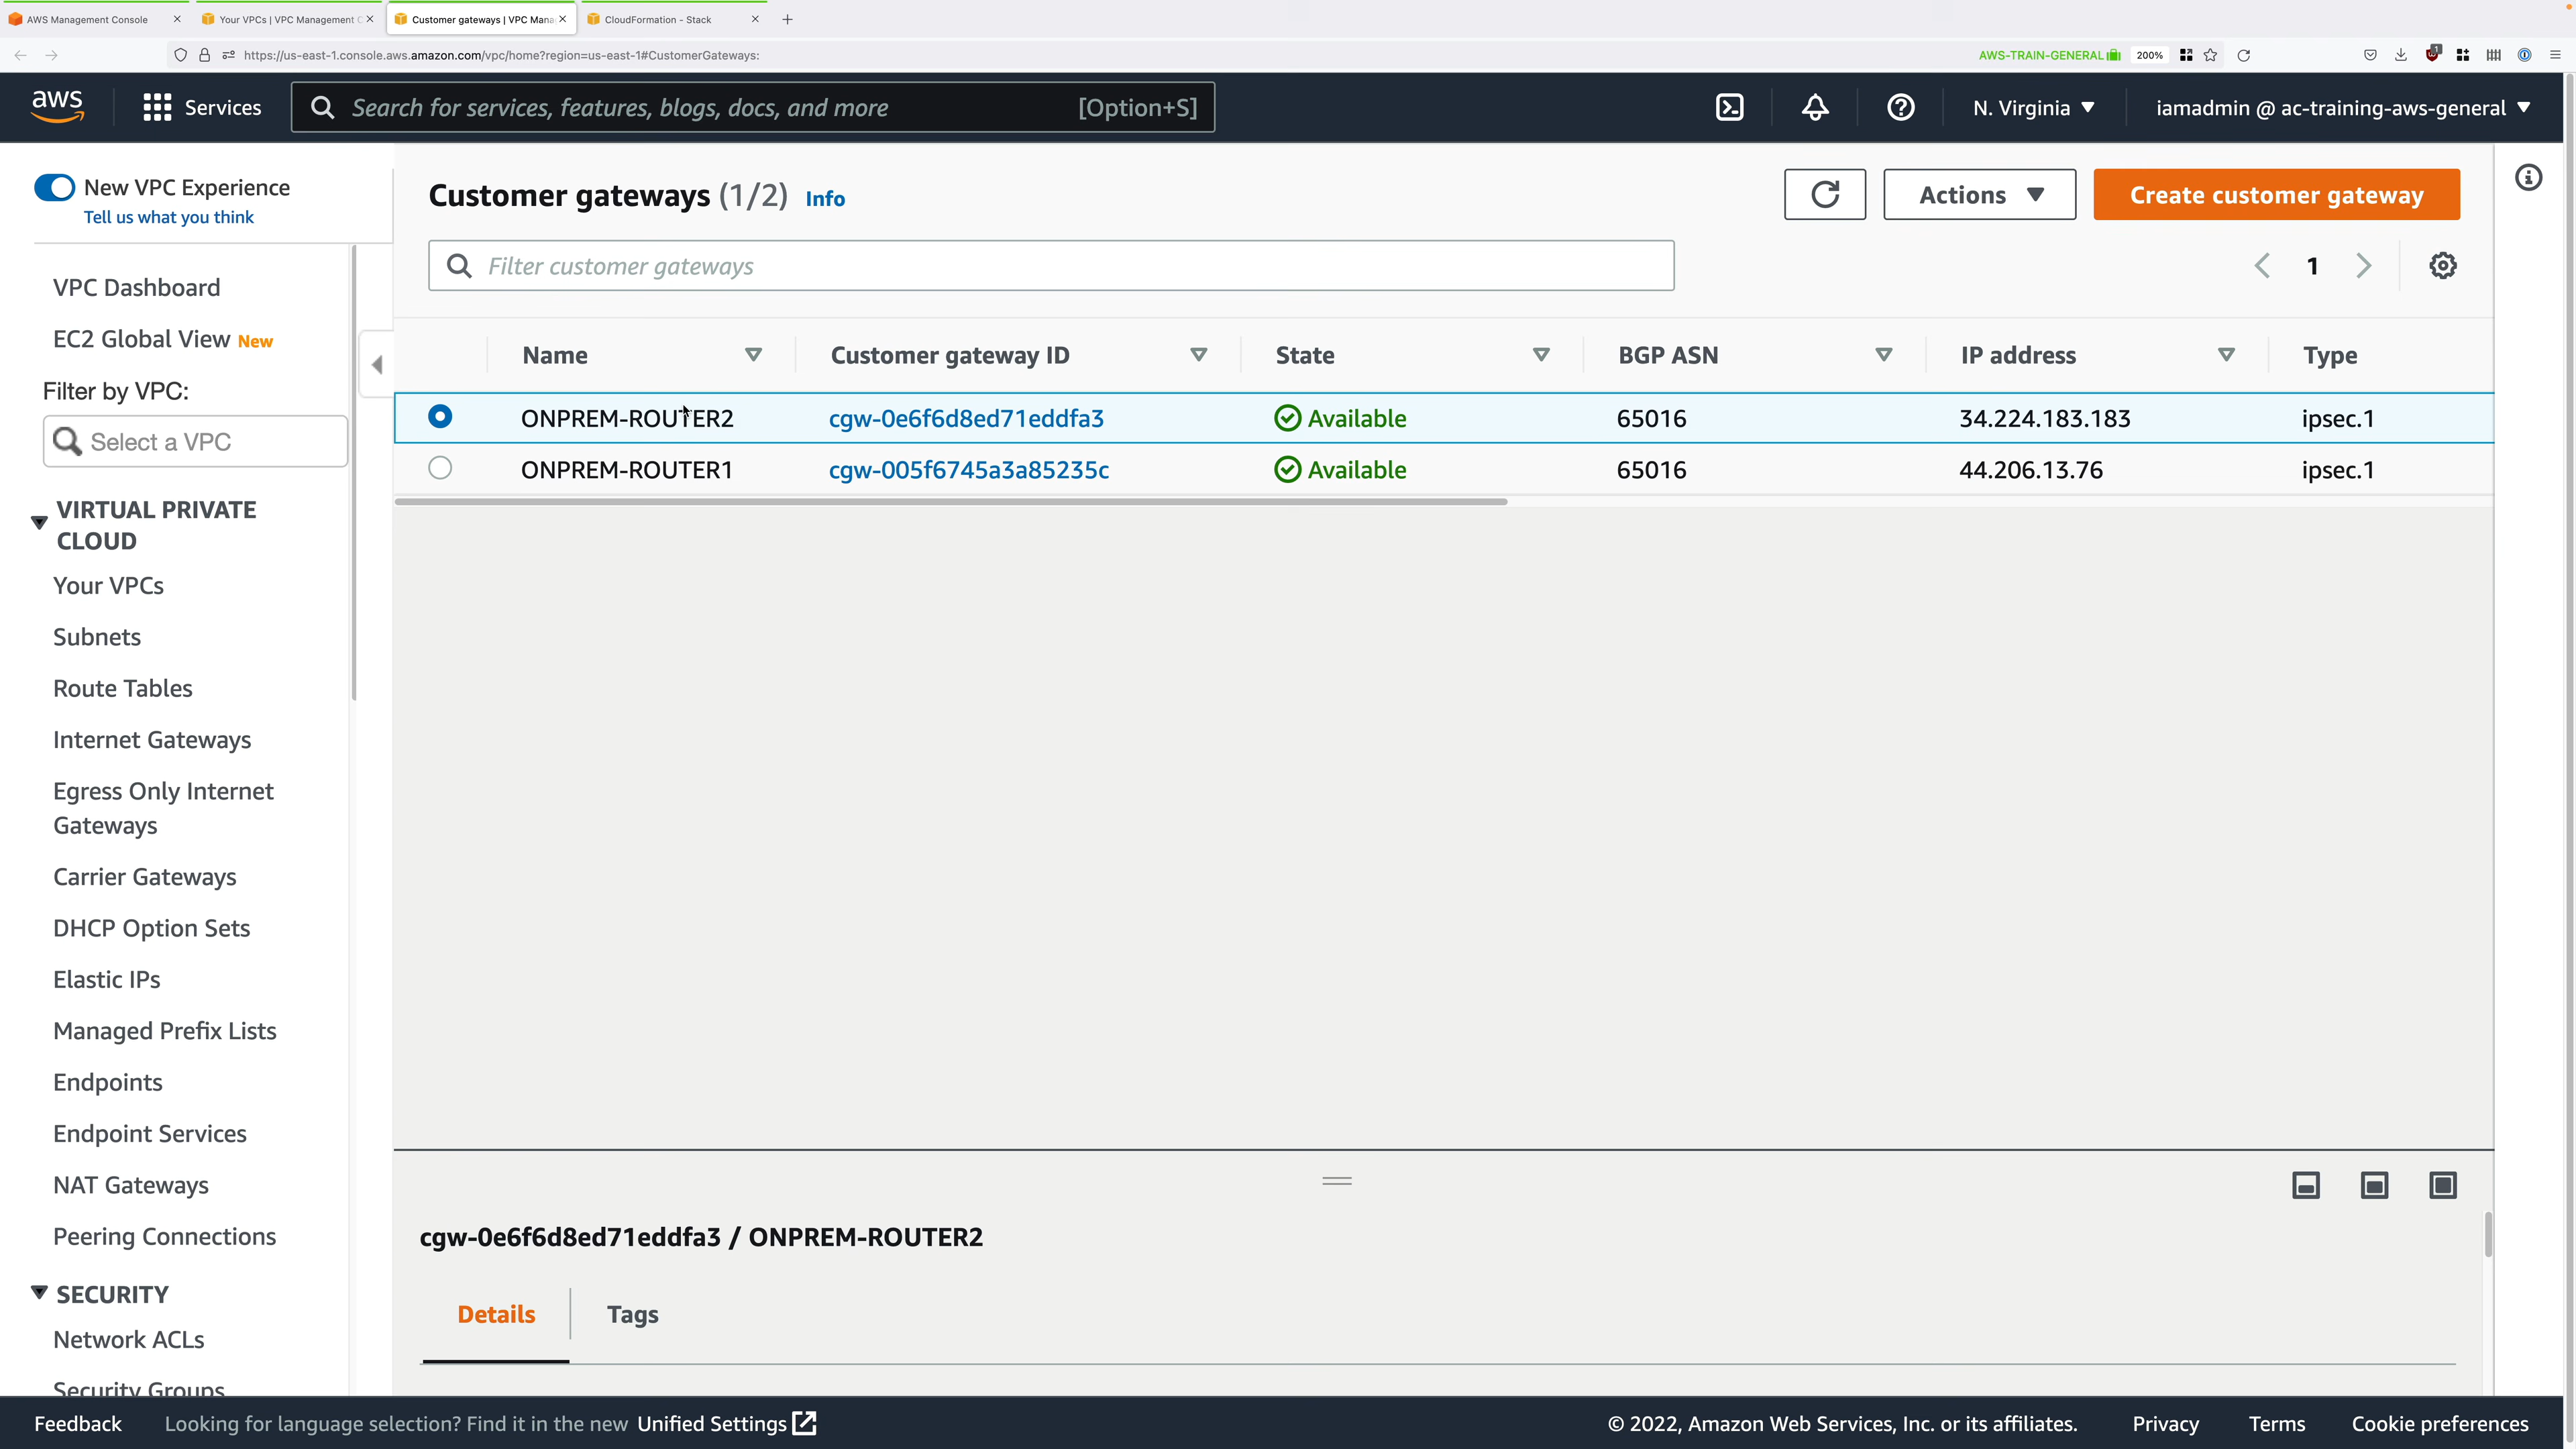 AWS Management Console
Your VPCs | VPC Management C
Customer gateways | VPC Mana
CloudFormation - Stack
https://us-east-1.console.aws.amazon.com/vpc/home?region=us-east-1#CustomerGateways:
AWS-TRAIN-GENERAL
200%
1
aws
Services
Search for services, features, blogs, docs, and more
[Option+S]
N. Virginia
iamadmin @ ac-training-aws-general
New VPC Experience
Tell us what you think
VPC Dashboard
EC2 Global View New
Filter by VPC:
Select a VPC
VIRTUAL PRIVATE
CLOUD
Your VPCs
Subnets
Route Tables
Internet Gateways
Egress Only Internet
Gateways
Carrier Gateways
DHCP Option Sets
Elastic IPs
Managed Prefix Lists
Endpoints
Endpoint Services
NAT Gateways
Peering Connections
SECURITY
Network ACLs
Security Groups
Customer gateways (1/2) Info
Actions
Create customer gateway
Filter customer gateways
1
Name Customer gateway ID State BGP ASN IP address Type
ONPREM-ROUTER2 cgw-0e6f6d8ed71eddfa3 Available 65016 34.224.183.183 ipsec.1
ONPREM-ROUTER1 cgw-005f6745a3a85235c Available 65016 44.206.13.76 ipsec.1
cgw-0e6f6d8ed71eddfa3 / ONPREM-ROUTER2
Details
Tags
Feedback
Looking for language selection? Find it in the new Unified Settings
© 2022, Amazon Web Services, Inc. or its affiliates.
Privacy
Terms
Cookie preferences